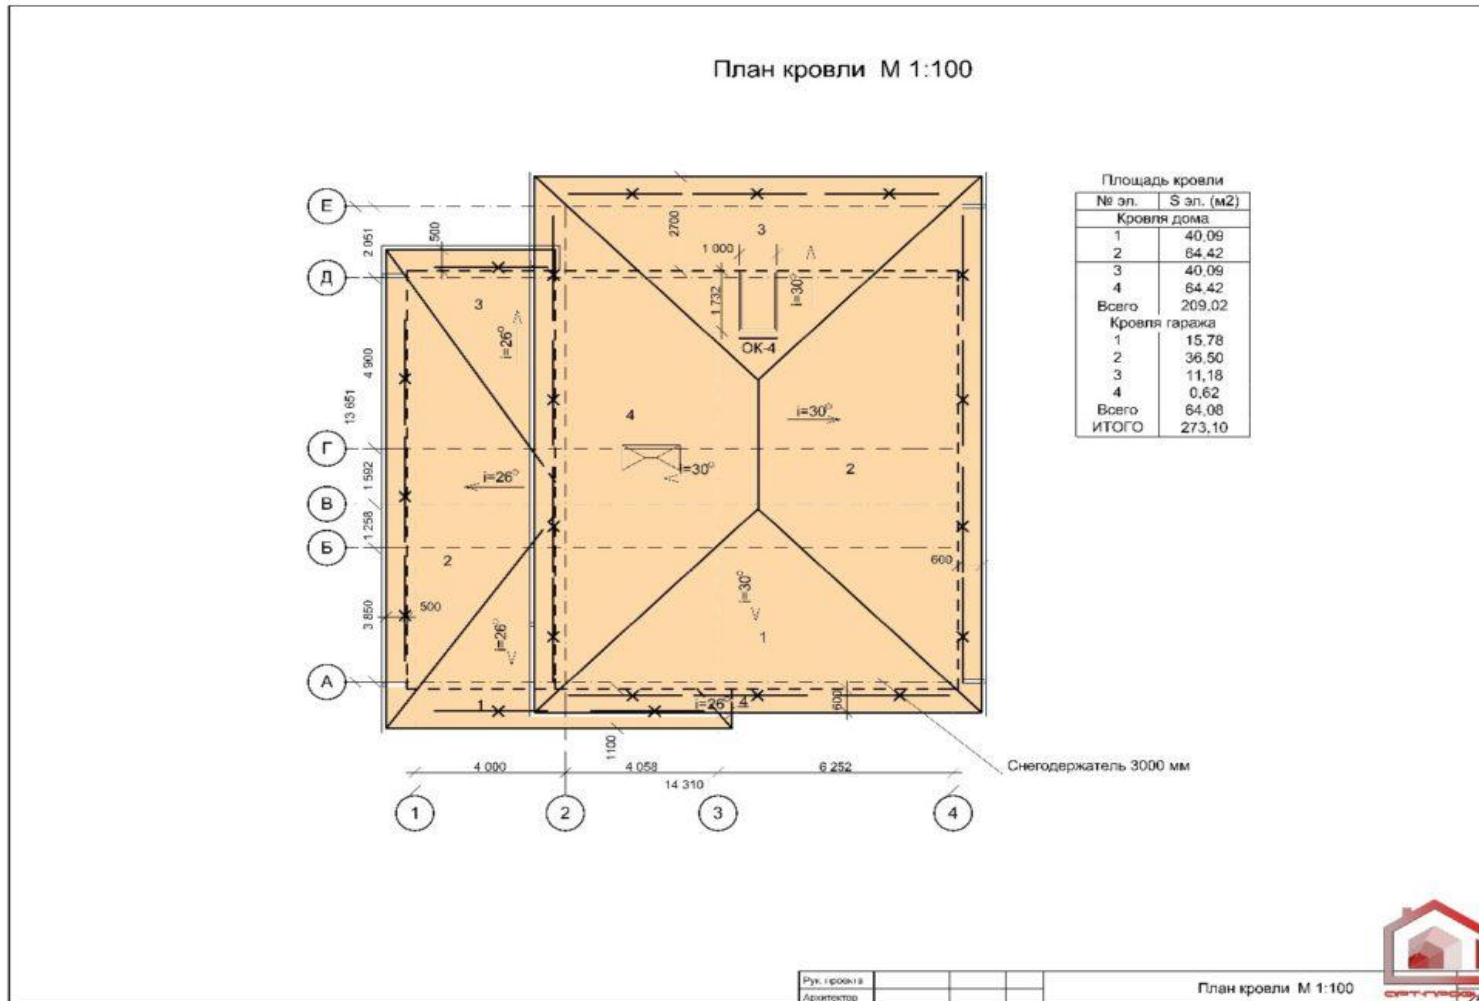 План кровли М 1:100
Площадь кровли
№ эл. S эл. (м2)
Кровля дома
1 40,09
2 64,42
3 40,09
4 64,42
Всего 209,02
Кровля гаража
1 15,78
2 36,50
3 11,18
4 0,62
Всего 64,08
ИТОГО 273,10
Е
Д
Г
В
Б
А
2 051
4 900
13 651
1 592
1 258
3 850
500
2700
3
1 000
1 732
i=30°
ОК-4
3
i=26°
4
i=30°
i=30°
2
i=26°
2
500
600
i=30°
i=26°
1
1
i=26°
4
600
1100
4 000
4 058
6 252
14 310
Снегодержатель 3000 мм
1
2
3
4
Рук. проекта
Архитектор
План кровли М 1:100